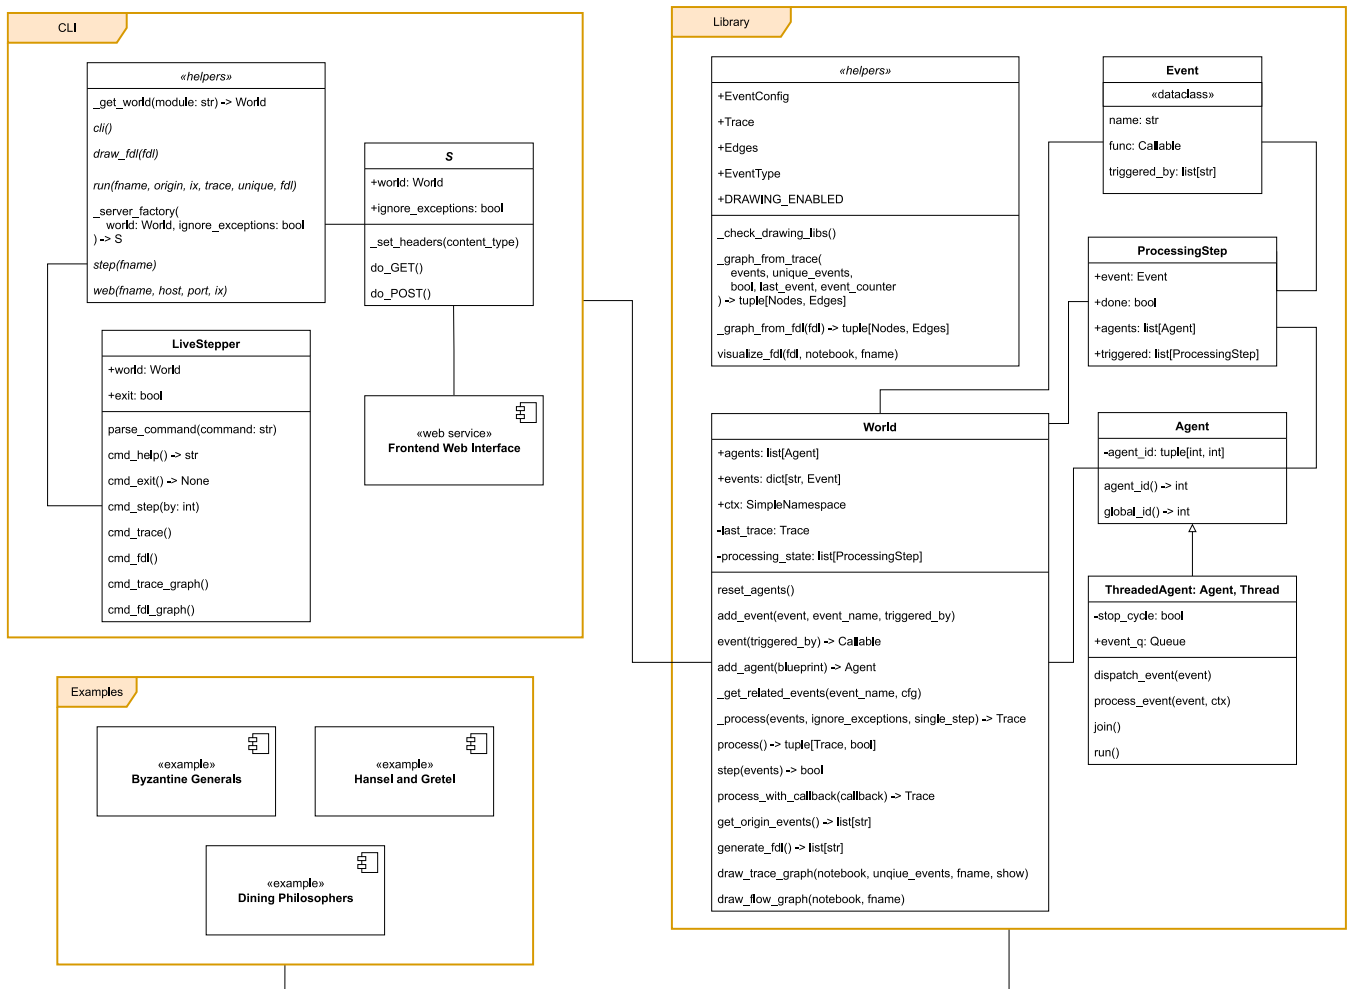 CLI
«helpers»
_get_world(module: str) -> World
cli()
draw_fdl(fdl)
run(fname, origin, ix, trace, unique, fdl)
_server_factory(
world: World, ignore_exceptions: bool
) -> S
step(fname)
web(fname, host, port, ix)
S
+world: World
+ignore_exceptions: bool
_set_headers(content_type)
do_GET()
do_POST()
LiveStepper
+world: World
+exit: bool
parse_command(command: str)
cmd_help() -> str
cmd_exit() -> None
cmd_step(by: int)
cmd_trace()
cmd_fdl()
cmd_trace_graph()
cmd_fdl_graph()
«web service»
Frontend Web Interface
Examples
«example»
Byzantine Generals
«example»
Hansel and Gretel
«example»
Dining Philosophers
Library
«helpers»
+EventConfig
+Trace
+Edges
+EventType
+DRAWING_ENABLED
_check_drawing_libs()
_graph_from_trace(
events, unique_events,
bool, last_event, event_counter
) -> tuple[Nodes, Edges]
_graph_from_fdl(fdl) -> tuple[Nodes, Edges]
visualize_fdl(fdl, notebook, fname)
Event
«dataclass»
name: str
func: Callable
triggered_by: list[str]
ProcessingStep
+event: Event
+done: bool
+agents: list[Agent]
+triggered: list[ProcessingStep]
World
+agents: list[Agent]
+events: dict[str, Event]
+ctx: SimpleNamespace
-last_trace: Trace
-processing_state: list[ProcessingStep]
reset_agents()
add_event(event, event_name, triggered_by)
event(triggered_by) -> Callable
add_agent(blueprint) -> Agent
_get_related_events(event_name, cfg)
_process(events, ignore_exceptions, single_step) -> Trace
process() -> tuple[Trace, bool]
step(events) -> bool
process_with_callback(callback) -> Trace
get_origin_events() -> list[str]
generate_fdl() -> list[str]
draw_trace_graph(notebook, unqiue_events, fname, show)
draw_flow_graph(notebook, fname)
Agent
-agent_id: tuple[int, int]
agent_id() -> int
global_id() -> int
ThreadedAgent: Agent, Thread
-stop_cycle: bool
+event_q: Queue
dispatch_event(event)
process_event(event, ctx)
join()
run()